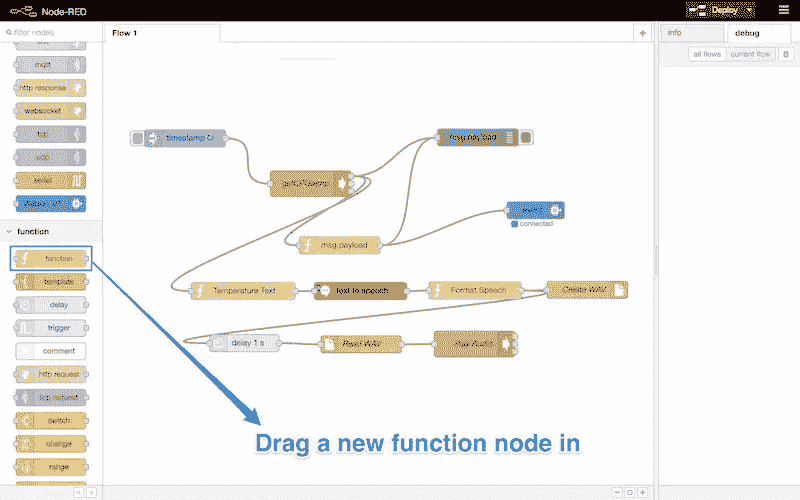 Node-RED
Deploy
filter nodes
Flow 1
info
debug
all flows
current flow
mqtt
http response
websocket
tcp
udp
serial
timestamp
msg.payload
connected
function
function
msg.payload
template
Temperature Text
Text to speech
Format Speech
Create WAV
delay
trigger
delay 1 s
Read WAV
Play Audio
comment
http request
tcp request
switch
change
range
Drag a new function node in